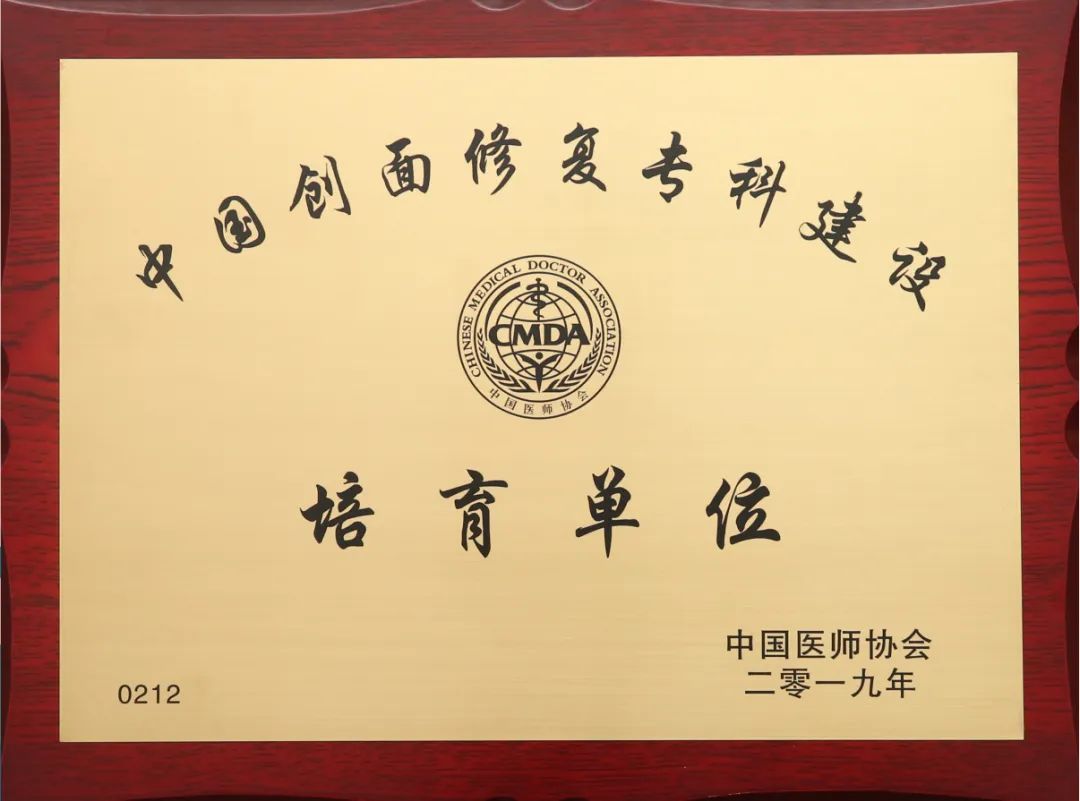 中国创面修复专科建设
CHINESE MEDICAL DOCTOR ASSOCIATION
CMDA
中国医师协会
培育单位
中国医师协会
二零一九年
0212